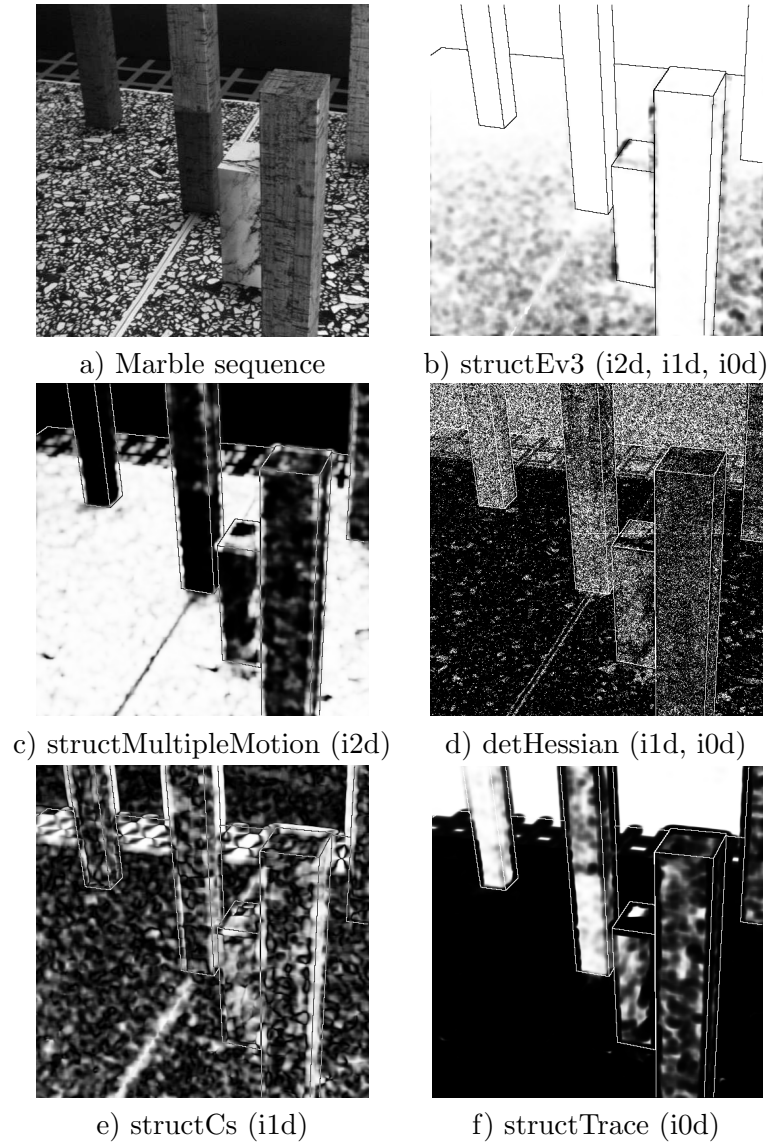 a) Marble sequence
b) structEv3 (i2d, i1d, i0d)
c) structMultipleMotion (i2d)
d) detHessian (i1d, i0d)
e) structCs (i1d)
f) structTrace (i0d)